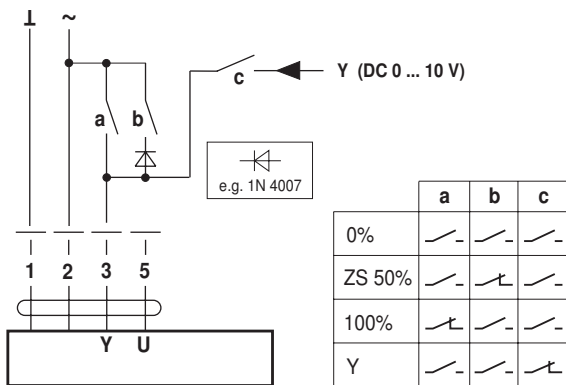 ⊥ ~
a b c Y (DC 0 ... 10 V)
e.g. 1N 4007
1 2 3 5
Y U
a b c
0%
ZS 50%
100%
Y